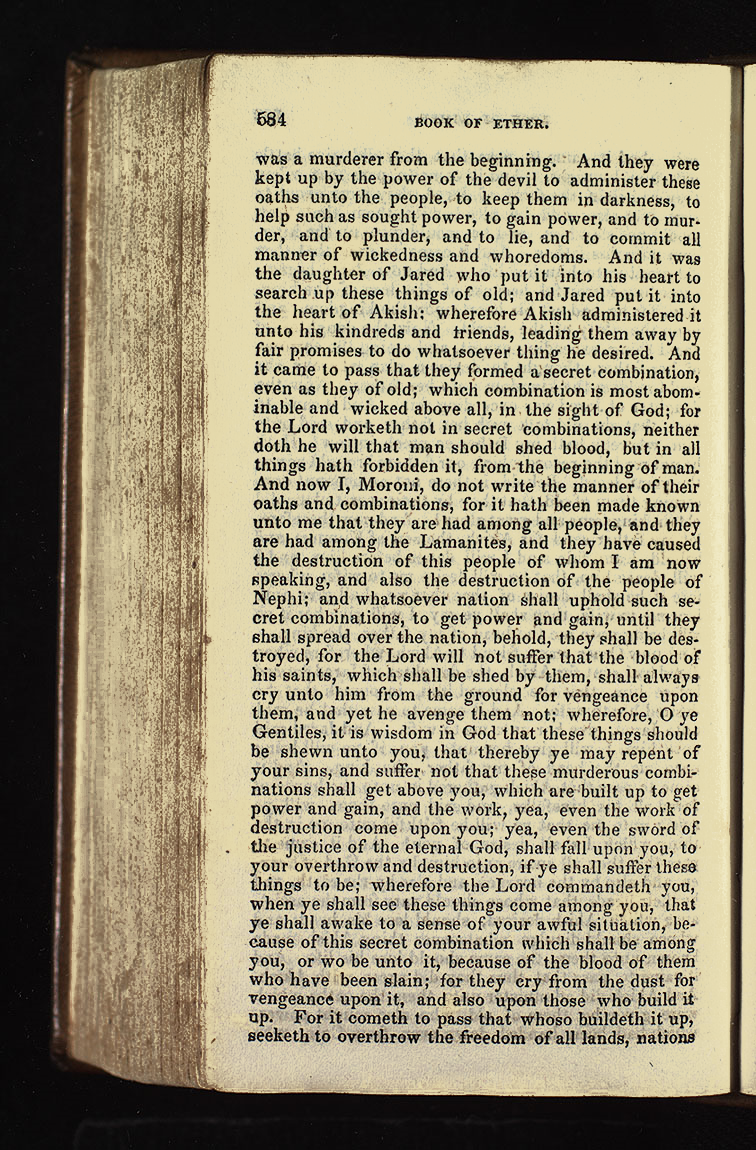 584
BOOK OF ETHER.
was a murderer from the beginning. And they were
kept up by the power of the devil to administer these
oaths unto the people, to keep them in darkness, to
help such as sought power, to gain power, and to mur-
der, and to plunder, and to lie, and to commit all
manner of wickedness and whoredoms. And it was
the daughter of Jared who put it into his heart to
search up these things of old; and Jared put it into
the heart of Akish: wherefore Akish administered it
unto his kindreds and friends, leading them away by
fair promises to do whatsoever thing he desired. And
it came to pass that they formed a secret combination,
even as they of old; which combination is most abom-
inable and wicked above all, in the sight of God; for
the Lord worketh not in secret combinations, neither
doth he will that man should shed blood, but in all
things hath forbidden it, from the beginning of man.
And now I, Moroni, do not write the manner of their
oaths and combinations, for it hath been made known
unto me that they are had among all people, and they
are had among the Lamanites, and they have caused
the destruction of this people of whom I am now
speaking, and also the destruction of the people of
Nephi; and whatsoever nation shall uphold such se-
cret combinations, to get power and gain, until they
shall spread over the nation, behold, they shall be des-
troyed, for the Lord will not suffer that the blood of
his saints, which shall be shed by them, shall always
cry unto him from the ground for vengeance upon
them, and yet he avenge them not; wherefore, O ye
Gentiles, it is wisdom in God that these things should
be shewn unto you, that thereby ye may repent of
your sins, and suffer not that these murderous combi-
nations shall get above you, which are built up to get
power and gain, and the work, yea, even the work of
destruction come upon you; yea, even the sword of
the justice of the eternal God, shall fall upon you, to
your overthrow and destruction, if ye shall suffer these
things to be; wherefore the Lord commandeth you,
when ye shall see these things come among you, that
ye shall awake to a sense of your awful situation, be-
cause of this secret combination which shall be among
you, or wo be unto it, because of the blood of them
who have been slain; for they cry from the dust for
vengeance upon it, and also upon those who build it
up. For it cometh to pass that whoso buildeth it up,
seeketh to overthrow the freedom of all lands, nations